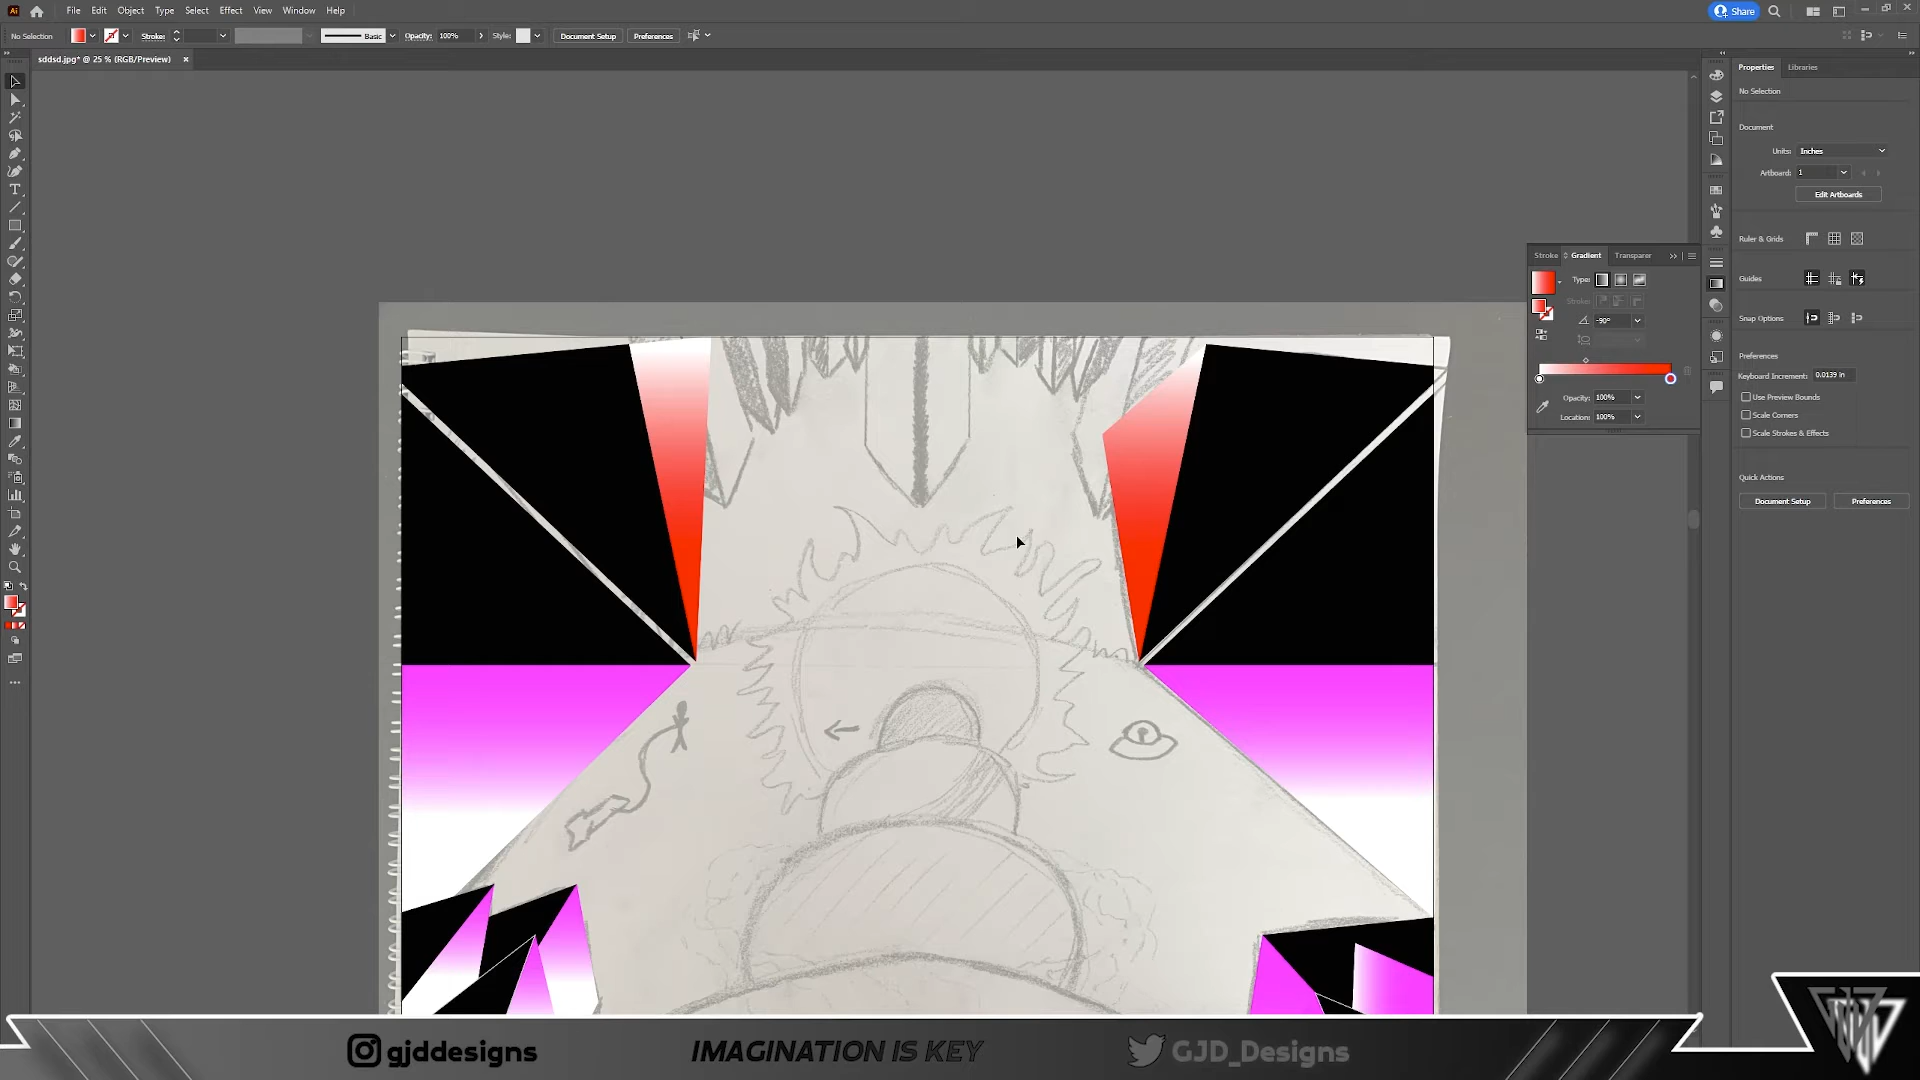 File Edit Object Type Select Effect View Window Help
Share
No Selection
Stroke:
Basic
Opacity: 100%
Style:
Document Setup
Preferences
sddsd.jpg* @ 25 % (RGB/Preview)
Properties Libraries
No Selection
Document
Units: Inches
Artboard: 1
Edit Artboards
Ruler & Grids
Guides
Snap Options
Preferences
Keyboard Increment: 0.0139 in
Use Preview Bounds
Scale Corners
Scale Strokes & Effects
Quick Actions
Document Setup Preferences
Stroke Gradient Transparer
Type:
Stroke:
-90°
Opacity: 100%
Location: 100%
gjddesigns
IMAGINATION IS KEY
GJD_Designs